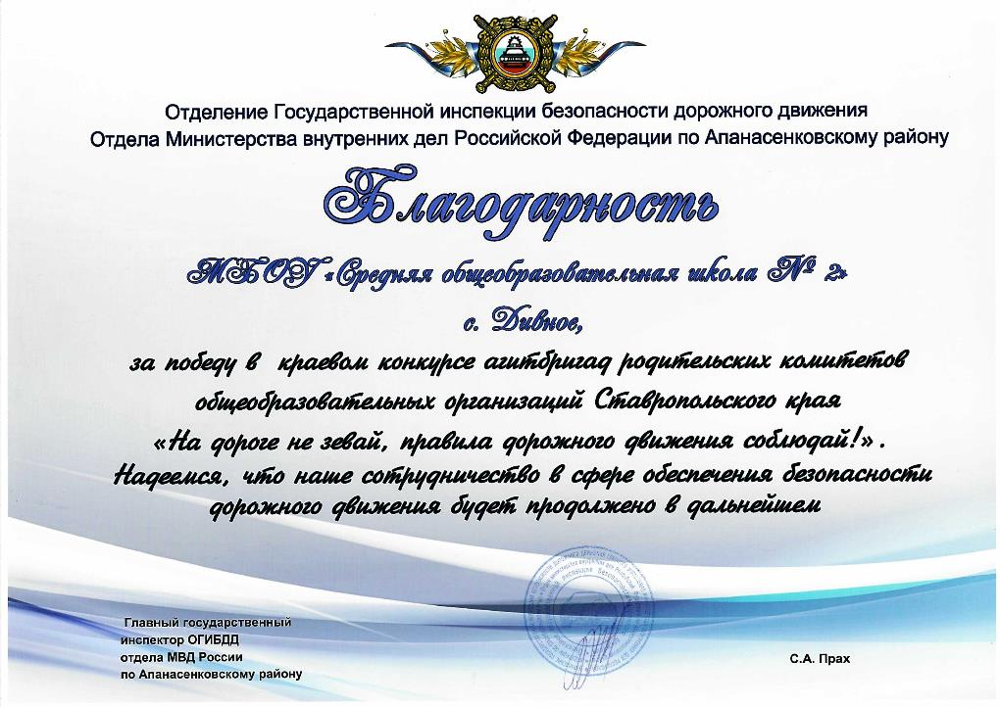 Отделение Государственной инспекции безопасности дорожного движения
Отдела Министерства внутренних дел Российской Федерации по Апанасенковскому району
Благодарность
МБОУ «Средняя общеобразовательная школа № 2»
с. Дивное,
за победу в краевом конкурсе агитбригад родительских комитетов
общеобразовательных организаций Ставропольского края
«На дороге не зевай, правила дорожного движения соблюдай!».
Надеемся, что наше сотрудничество в сфере обеспечения безопасности
дорожного движения будет продолжено в дальнейшем
Главный государственный
инспектор ОГИБДД
отдела МВД России
по Апанасенковскому району
С.А. Прах